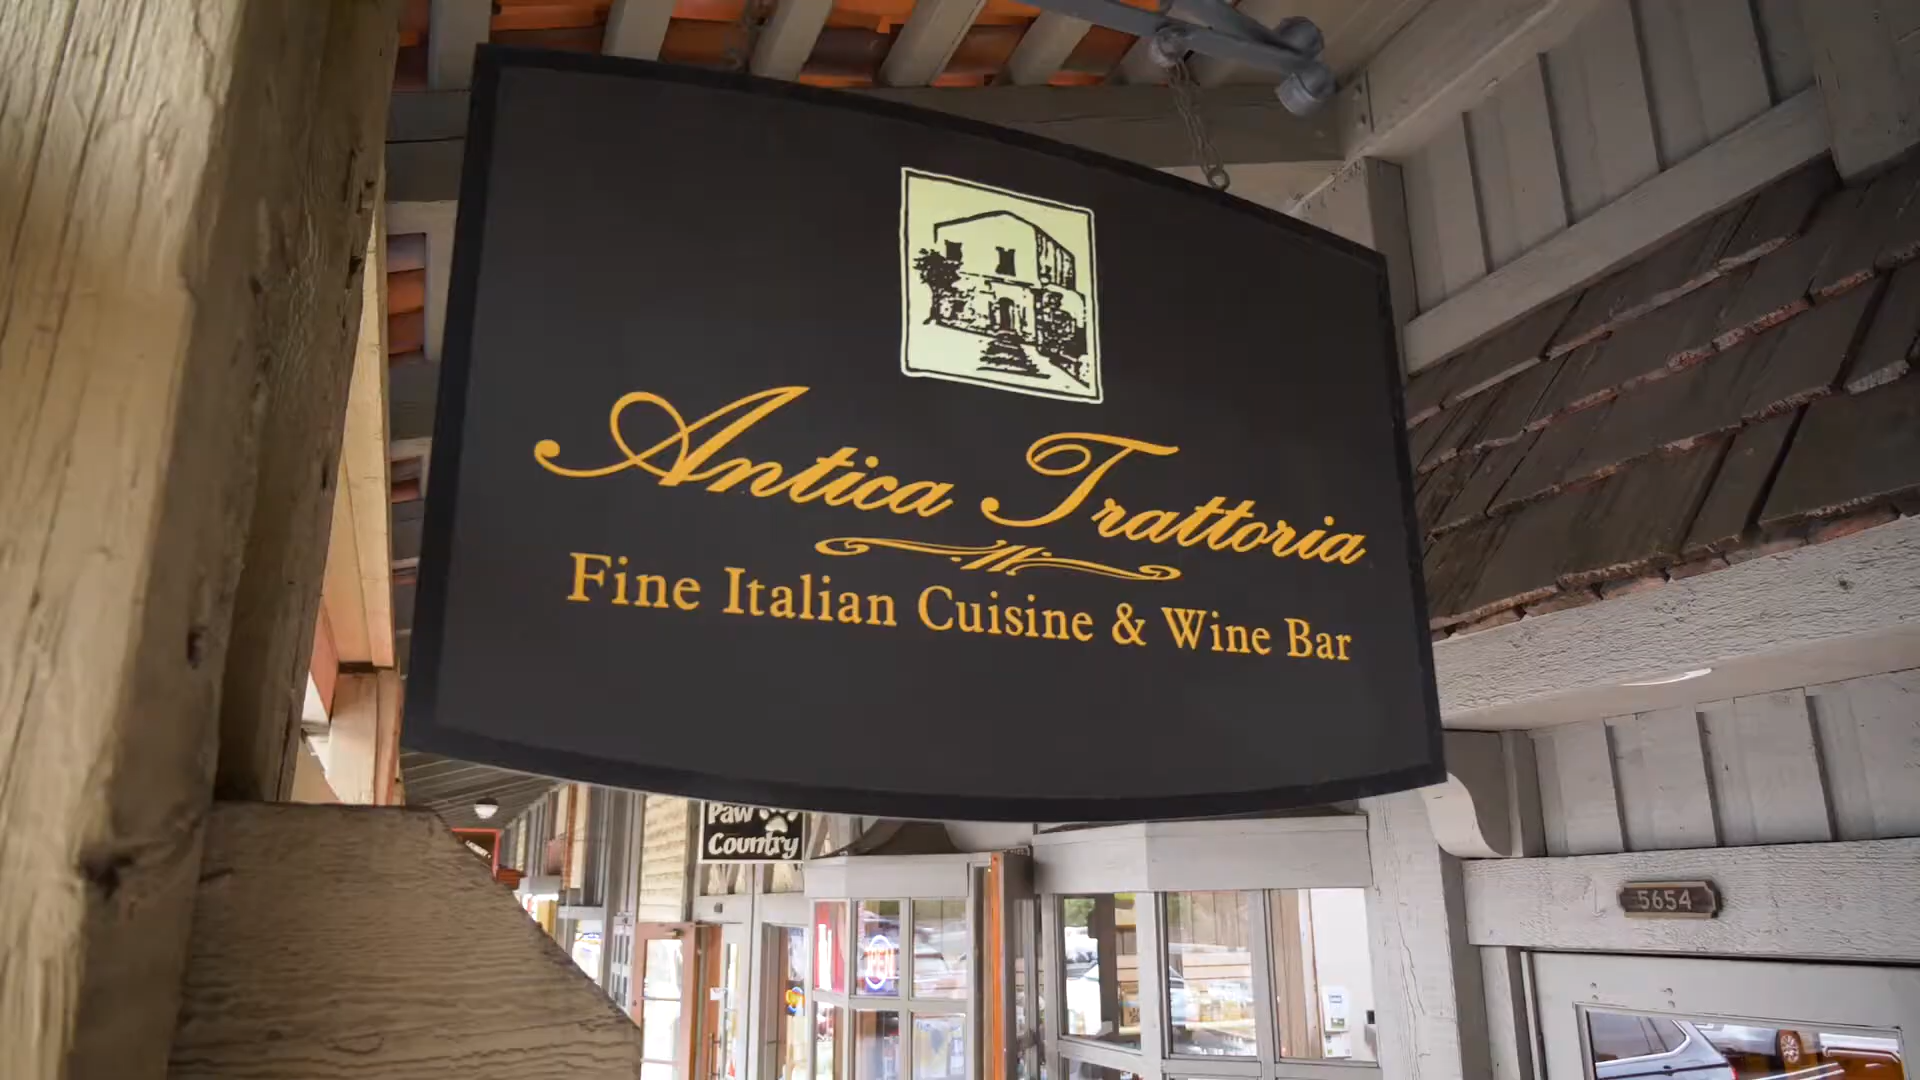 Antica Trattoria
Fine Italian Cuisine & Wine Bar
Paw
Country
5654